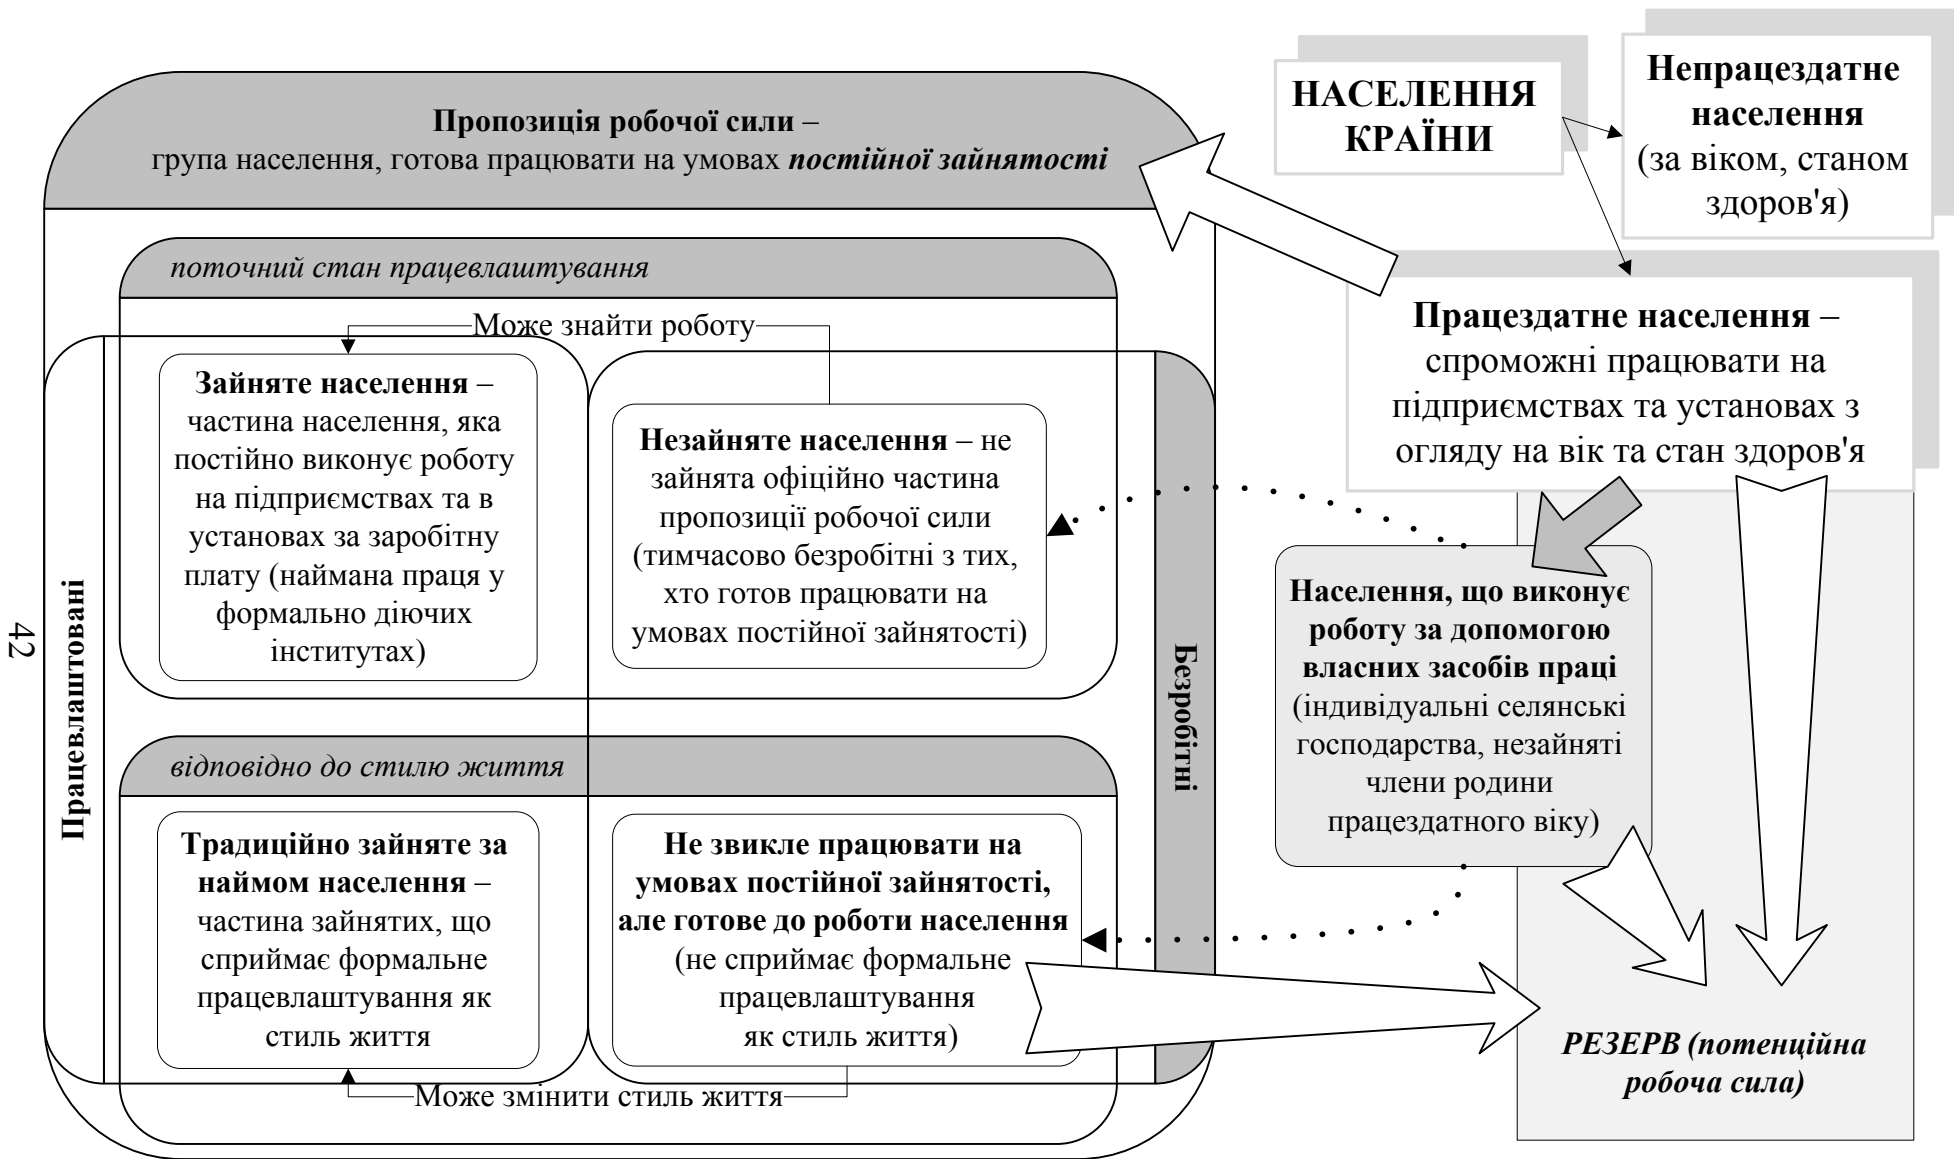 Пропозиція робочої сили –
група населення, готова працювати на умовах постійної зайнятості
НАСЕЛЕННЯ
КРАЇНИ
Непрацездатне
населення
(за віком, станом
здоров'я)
Працездатне населення –
спроможні працювати на
підприємствах та установах з
огляду на вік та стан здоров'я
поточний стан працевлаштування
Може знайти роботу
Зайняте населення –
частина населення, яка
постійно виконує роботу
на підприємствах та в
установах за заробітну
плату (наймана праця у
формально діючих
інститутах)
Незайняте населення – не
зайнята офіційно частина
пропозиції робочої сили
(тимчасово безробітні з тих,
хто готов працювати на
умовах постійної зайнятості)
Працевлаштовані
Безробітні
42
Населення, що виконує
роботу за допомогою
власних засобів праці
(індивідуальні селянські
господарства, незайняті
члени родини
працездатного віку)
відповідно до стилю життя
Традиційно зайняте за
наймом населення –
частина зайнятих, що
сприймає формальне
працевлаштування як
стиль життя
Не звикле працювати на
умовах постійної зайнятості,
але готове до роботи населення
(не сприймає формальне
працевлаштування
як стиль життя)
Може змінити стиль життя
РЕЗЕРВ (потенційна
робоча сила)